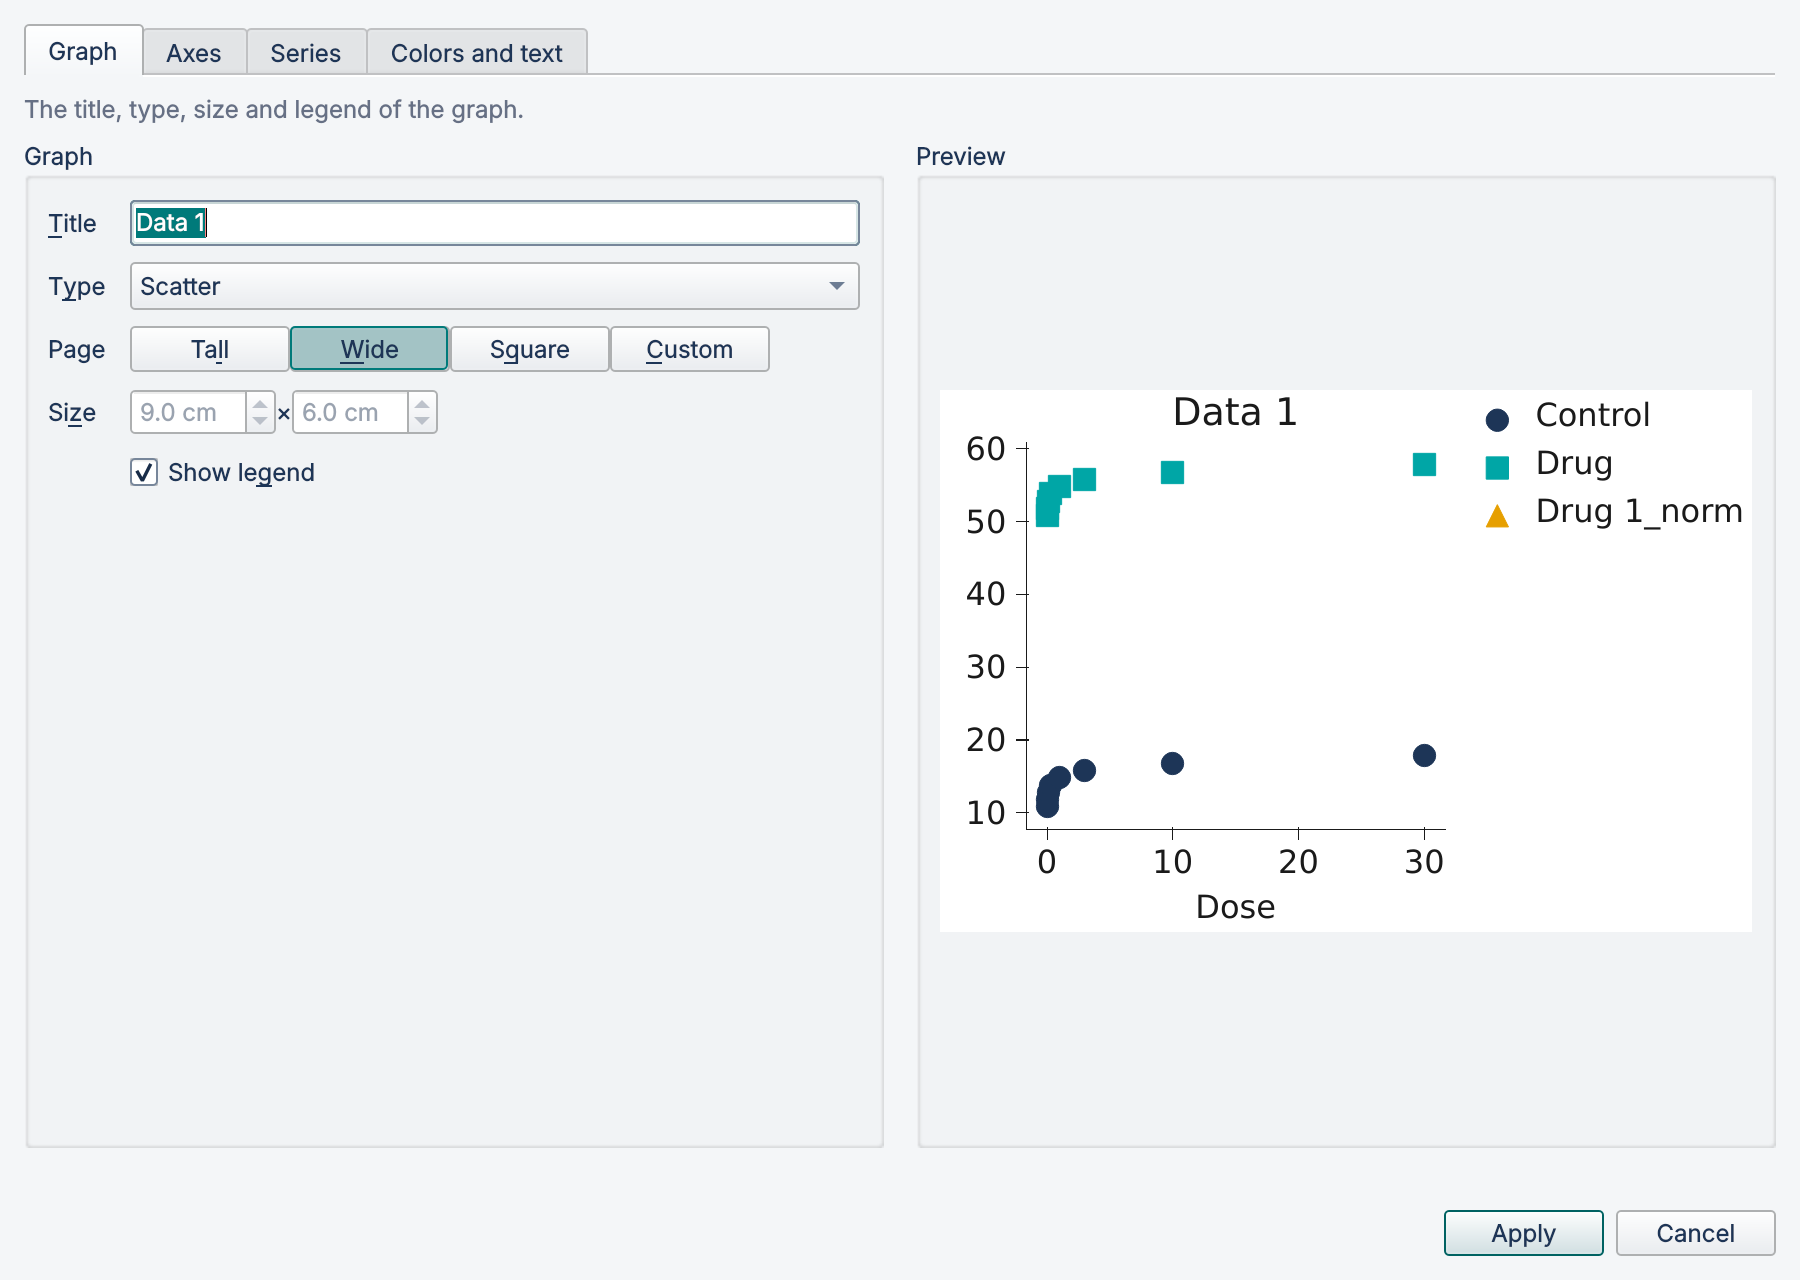 Graph Axes Series Colors and text
The title, type, size and legend of the graph.
Graph
Title Data 1
Type Scatter
Page Tall Wide Square Custom
Size 9.0 cm × 6.0 cm
Show legend
Preview
Data 1
Control
Drug
Drug 1_norm
60
50
40
30
20
10
0 10 20 30
Dose
Apply Cancel